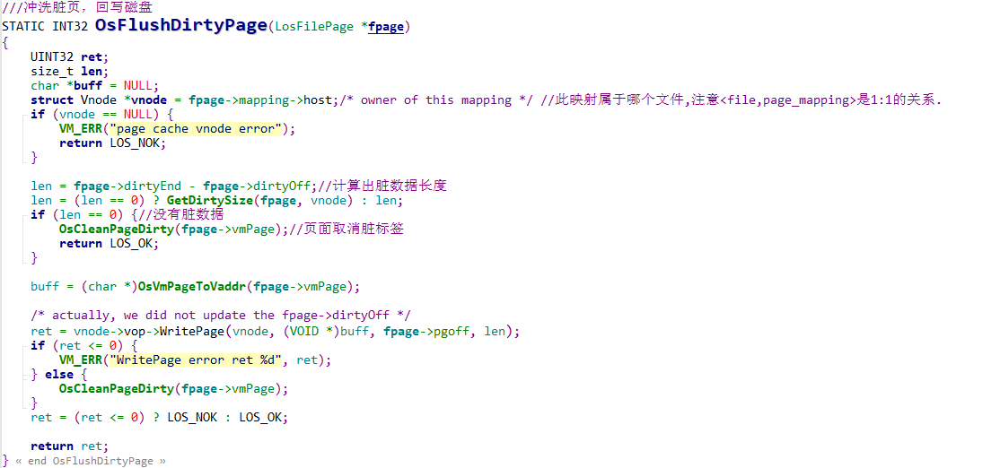 ///冲洗脏页，回写磁盘
STATIC INT32 OsFlushDirtyPage(LosFilePage *fpage)
{
    UINT32 ret;
    size_t len;
    char *buff = NULL;
    struct Vnode *vnode = fpage->mapping->host;/* owner of this mapping */ //此映射属于哪个文件,注意<file,page_mapping>是1:1的关系.
    if (vnode == NULL) {
        VM_ERR("page cache vnode error");
        return LOS_NOK;
    }

    len = fpage->dirtyEnd - fpage->dirtyOff;//计算出脏数据长度
    len = (len == 0) ? GetDirtySize(fpage, vnode) : len;
    if (len == 0) {//没有脏数据
        OsCleanPageDirty(fpage->vmPage);//页面取消脏标签
        return LOS_OK;
    }

    buff = (char *)OsVmPageToVaddr(fpage->vmPage);

    /* actually, we did not update the fpage->dirtyOff */
    ret = vnode->vop->WritePage(vnode, (VOID *)buff, fpage->pgoff, len);
    if (ret <= 0) {
        VM_ERR("WritePage error ret %d", ret);
    } else {
        OsCleanPageDirty(fpage->vmPage);
    }
    ret = (ret <= 0) ? LOS_NOK : LOS_OK;

    return ret;
} « end OsFlushDirtyPage »